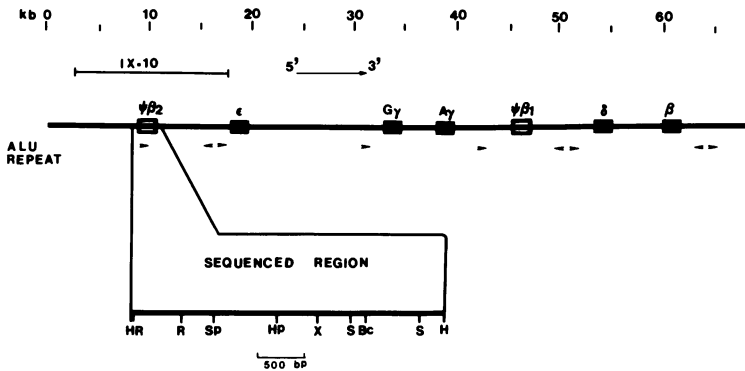 kb 0 10 20 30 40 50 60
IX-10 5' 3'
ψβ2 ε Gγ Aγ ψβ1 δ β
ALU
REPEAT
SEQUENCED REGION
HR R Sp Hp X S Bc S H
500 bp